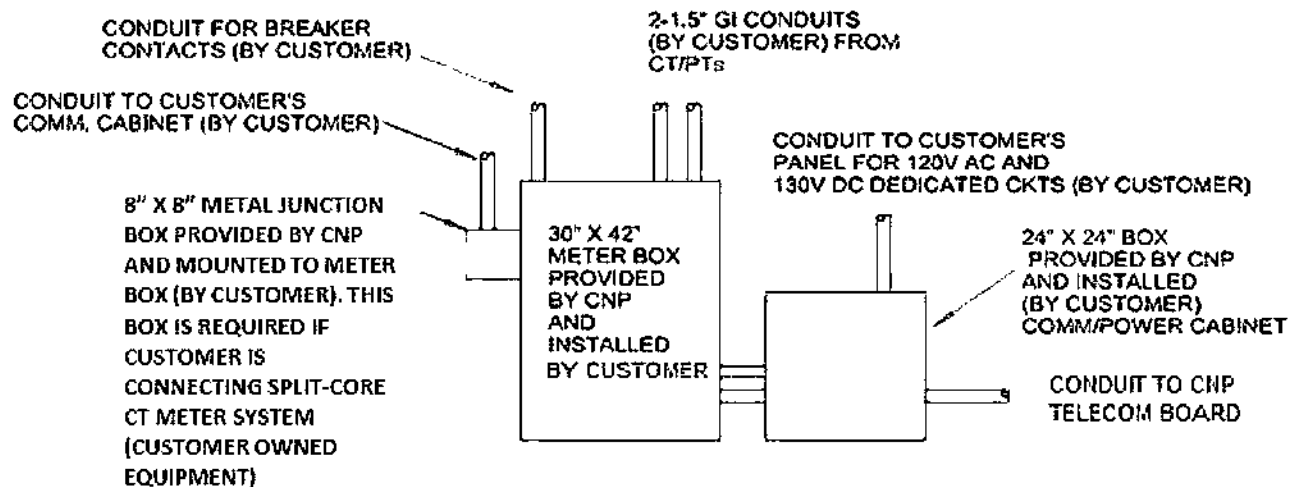 CONDUIT FOR BREAKER
CONTACTS (BY CUSTOMER)
2-1.5" GI CONDUITS
(BY CUSTOMER) FROM
CT/PTs
CONDUIT TO CUSTOMER'S
COMM. CABINET (BY CUSTOMER)
CONDUIT TO CUSTOMER'S
PANEL FOR 120V AC AND
130V DC DEDICATED CKTS (BY CUSTOMER)
8" X 8" METAL JUNCTION
BOX PROVIDED BY CNP
AND MOUNTED TO METER
BOX (BY CUSTOMER). THIS
BOX IS REQUIRED IF
CUSTOMER IS
CONNECTING SPLIT-CORE
CT METER SYSTEM
(CUSTOMER OWNED
EQUIPMENT)
30" X 42"
METER BOX
PROVIDED
BY CNP
AND
INSTALLED
BY CUSTOMER
24" X 24" BOX
PROVIDED BY CNP
AND INSTALLED
(BY CUSTOMER)
COMM/POWER CABINET
CONDUIT TO CNP
TELECOM BOARD